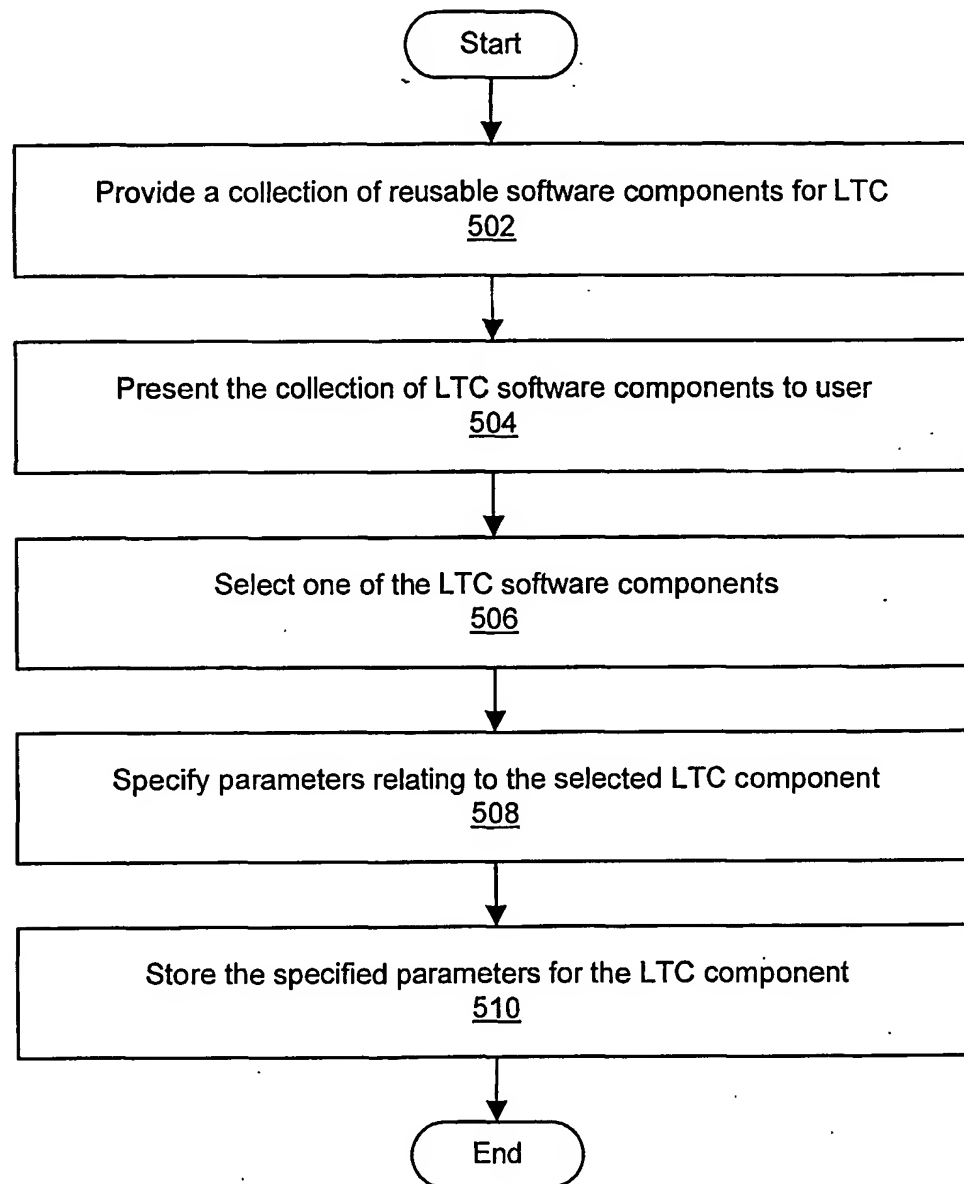 Start
Provide a collection of reusable software components for LTC
502
Present the collection of LTC software components to user
504
Select one of the LTC software components
506
Specify parameters relating to the selected LTC component
508
Store the specified parameters for the LTC component
510
End